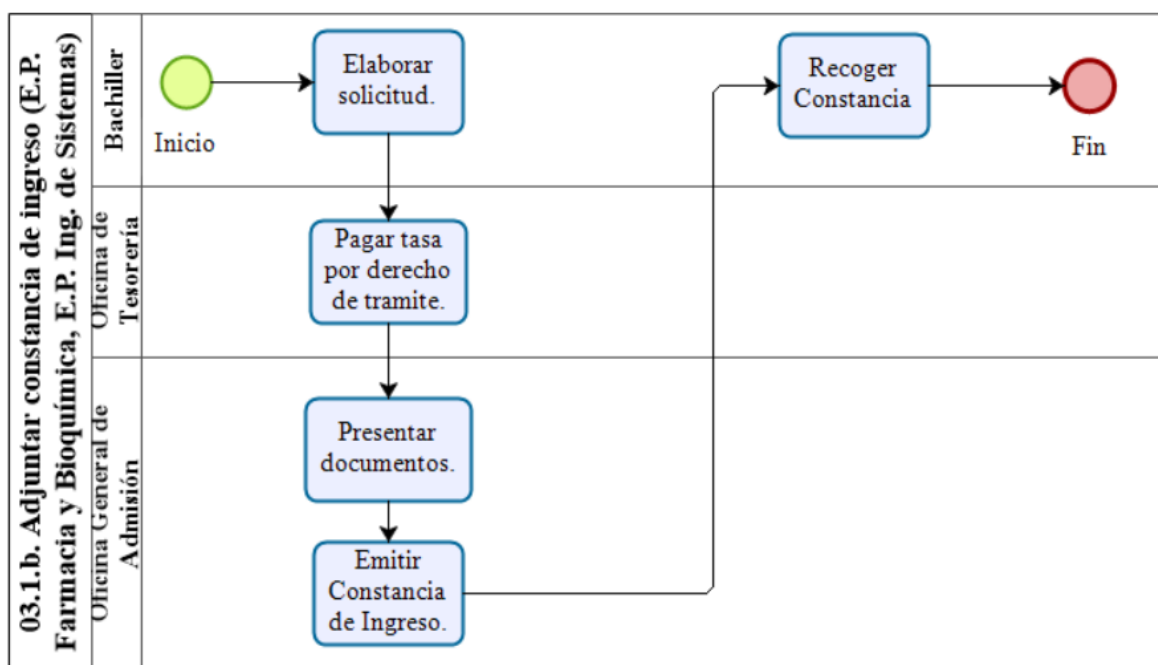 03.1.b. Adjuntar constancia de ingreso (E.P.
Farmacia y Bioquímica, E.P. Ing. de Sistemas)
Bachiller
Inicio
Elaborar
solicitud.
Recoger
Constancia
Fin
Oficina de
Tesorería
Pagar tasa
por derecho
de tramite.
Oficina General de
Admisión
Presentar
documentos.
Emitir
Constancia
de Ingreso.